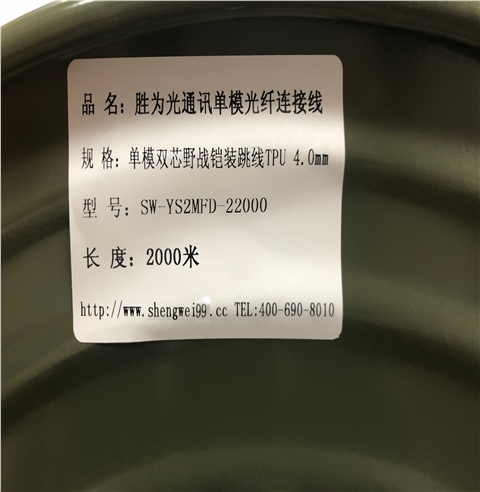 品 名：胜为光通讯单模光纤连接线
规 格：单模双芯野战铠装跳线TPU 4.0mm
型 号：SW-YS2MFD-22000
长 度：2000米
http://www.shengwei99.cc TEL:400-690-8010